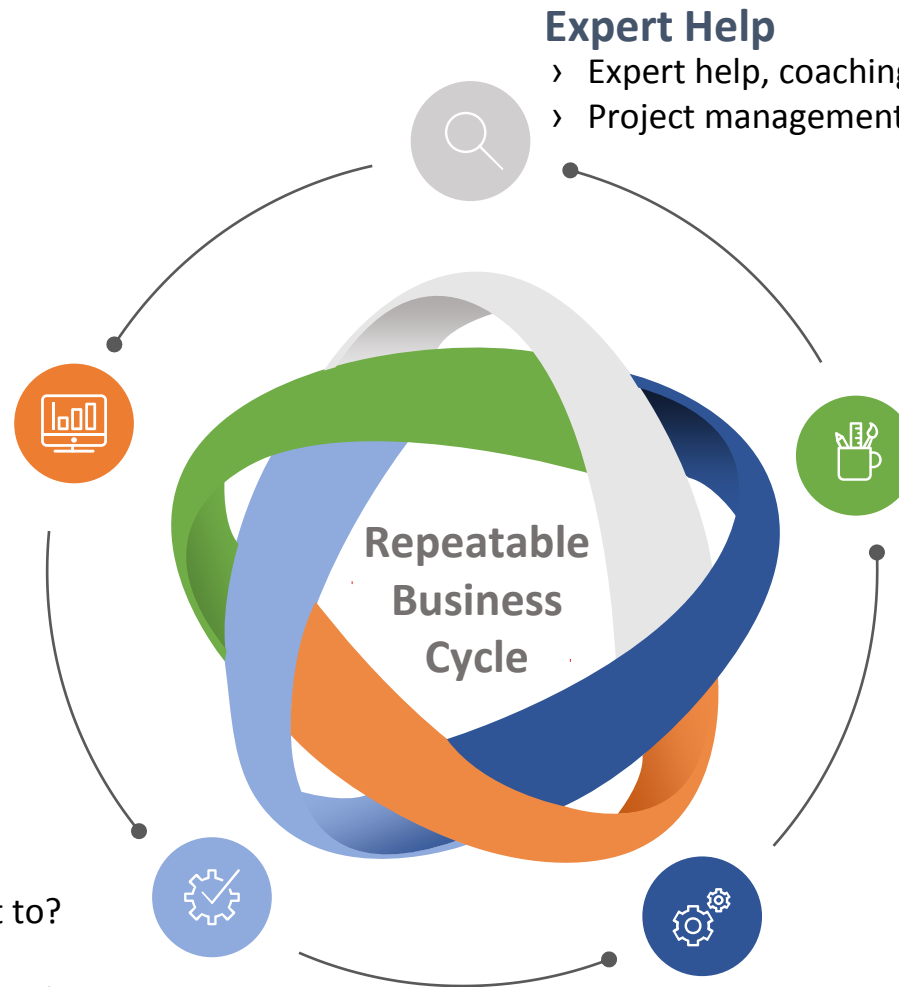 Expert Help
› Expert help, coaching
› Project management
Repeatable
Business
Cycle
t to?